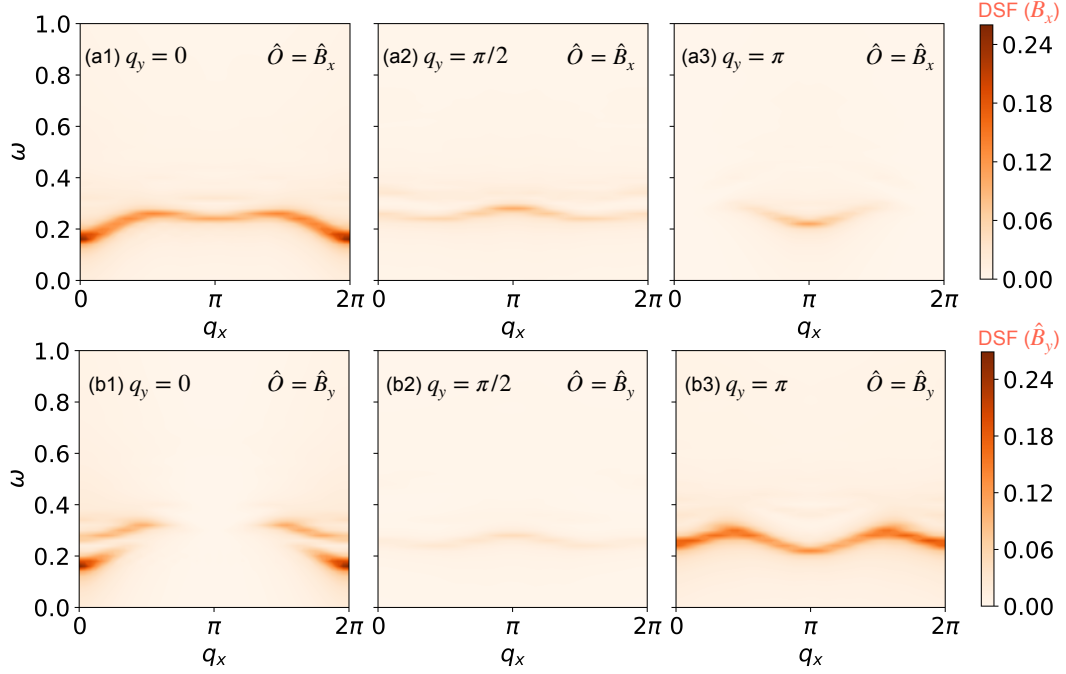 DSF (B_x)
(a1) q_y = 0 Ô = B̂_x
(a2) q_y = π/2 Ô = B̂_x
(a3) q_y = π Ô = B̂_x
ω
1.0
0.8
0.6
0.4
0.2
0.0
0 π 2π
0 π 2π
0 π 2π
q_x
q_x
q_x
0.24
0.18
0.12
0.06
0.00
DSF (B̂_y)
(b1) q_y = 0 Ô = B̂_y
(b2) q_y = π/2 Ô = B̂_y
(b3) q_y = π Ô = B̂_y
ω
1.0
0.8
0.6
0.4
0.2
0.0
0 π 2π
0 π 2π
0 π 2π
q_x
q_x
q_x
0.24
0.18
0.12
0.06
0.00